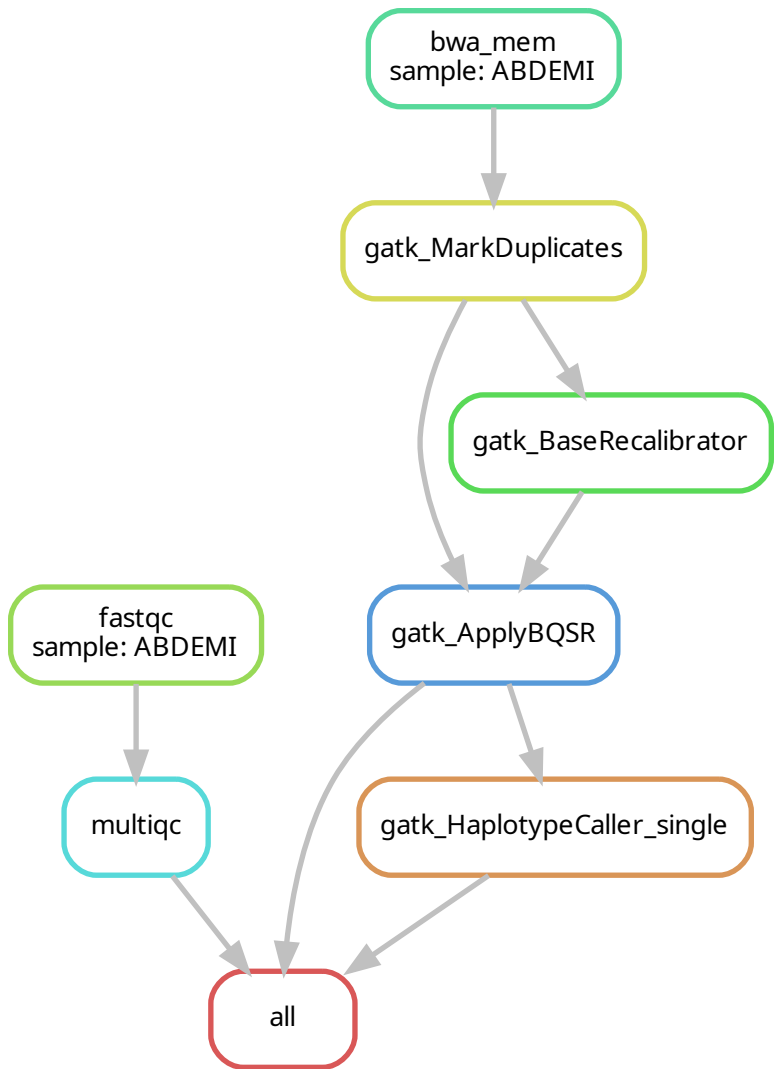 bwa_mem
sample: ABDEMI
gatk_MarkDuplicates
gatk_BaseRecalibrator
fastqc
sample: ABDEMI
gatk_ApplyBQSR
multiqc
gatk_HaplotypeCaller_single
all